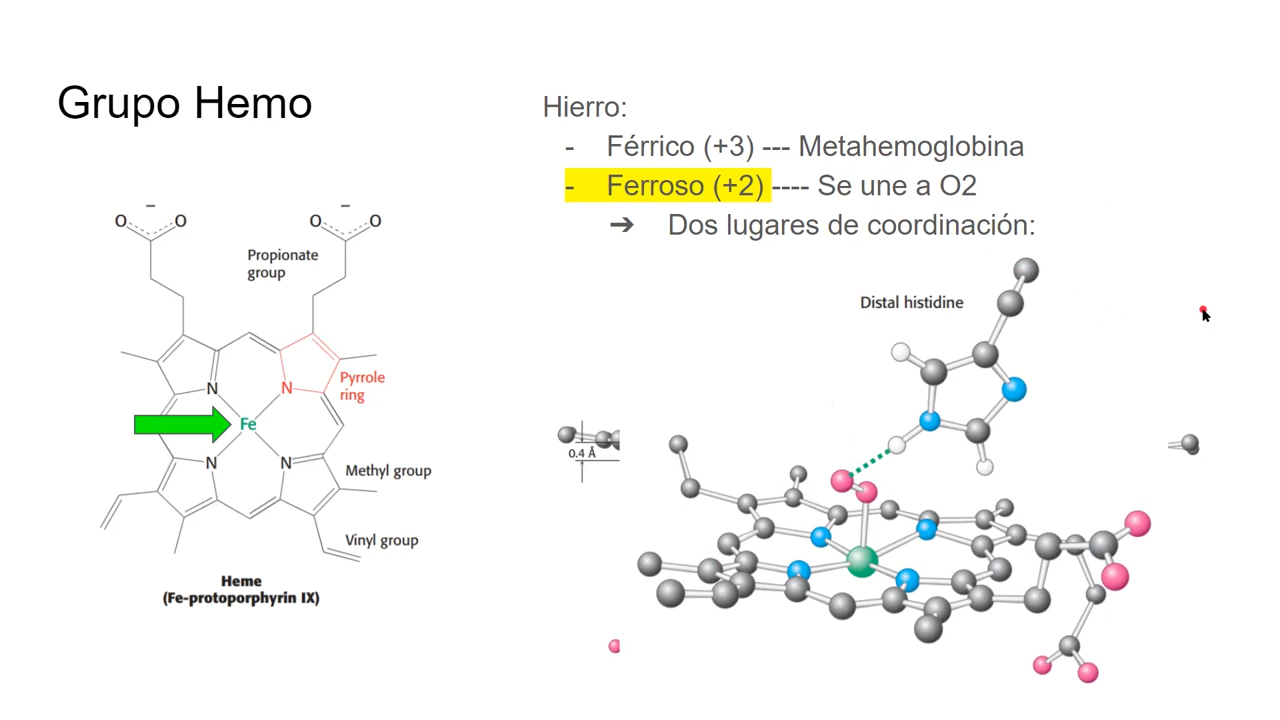 Grupo Hemo
Hierro:
- Férrico (+3) --- Metahemoglobina
- Ferroso (+2) ---- Se une a O2
➔ Dos lugares de coordinación:
O O
O O
Propionate
group
N N
Pyrrole
ring
Fe
N N
Methyl group
Vinyl group
Heme
(Fe-protoporphyrin IX)
Distal histidine
0.4 Å